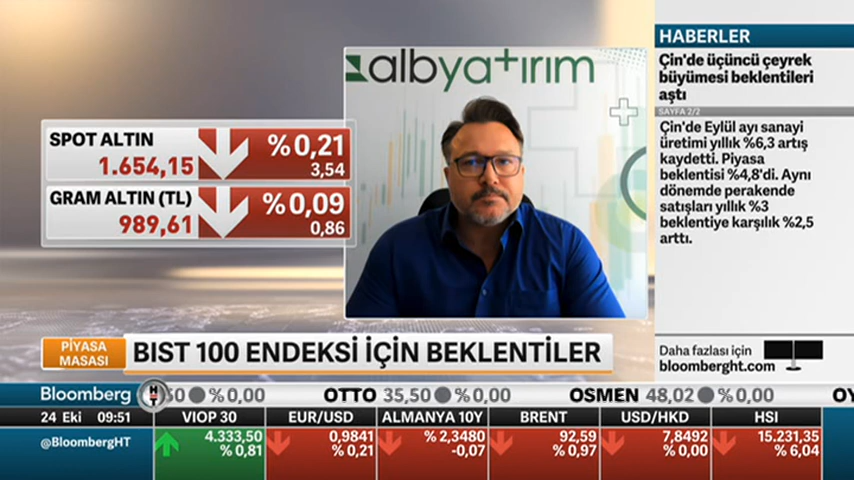 albyatırım
SPOT ALTIN
1.654,15
%0,21
3,54
GRAM ALTIN (TL)
989,61
%0,09
0,86
HABERLER
Çin'de üçüncü çeyrek
büyümesi beklentileri
aştı
SAYFA 2/2
Çin'de Eylül ayı sanayi
üretimi yıllık %6,3 artış
kaydetti. Piyasa
beklentisi %4,8'di. Aynı
dönemde perakende
satışları yıllık %3
beklentiye karşılık %2,5
arttı.
PİYASA
MASASI
BIST 100 ENDEKSİ İÇİN BEKLENTİLER
Daha fazlası için
bloomberght.com
Bloomberg HT
50 %0,00 OTTO 35,50 %0,00 OSMEN 48,02 %0,00 OY
24 Eki 09:51
@BloombergHT
VIOP 30
4.333,50
%0,81
EUR/USD
0,9841
%0,21
ALMANYA 10Y
%2,3480
-0,07
BRENT
92,59
%0,97
USD/HKD
7,8492
%0,00
HSI
15.231,35
%6,04